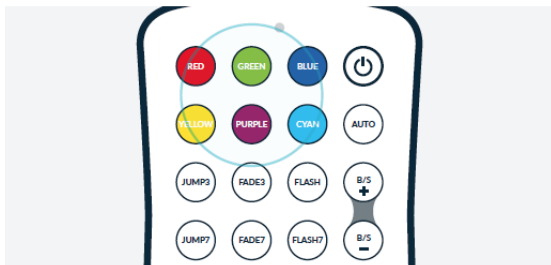 RED GREEN BLUE
YELLOW PURPLE CYAN AUTO
JUMP3 FADE3 FLASH B/S +
JUMP7 FADE7 FLASH7 B/S −